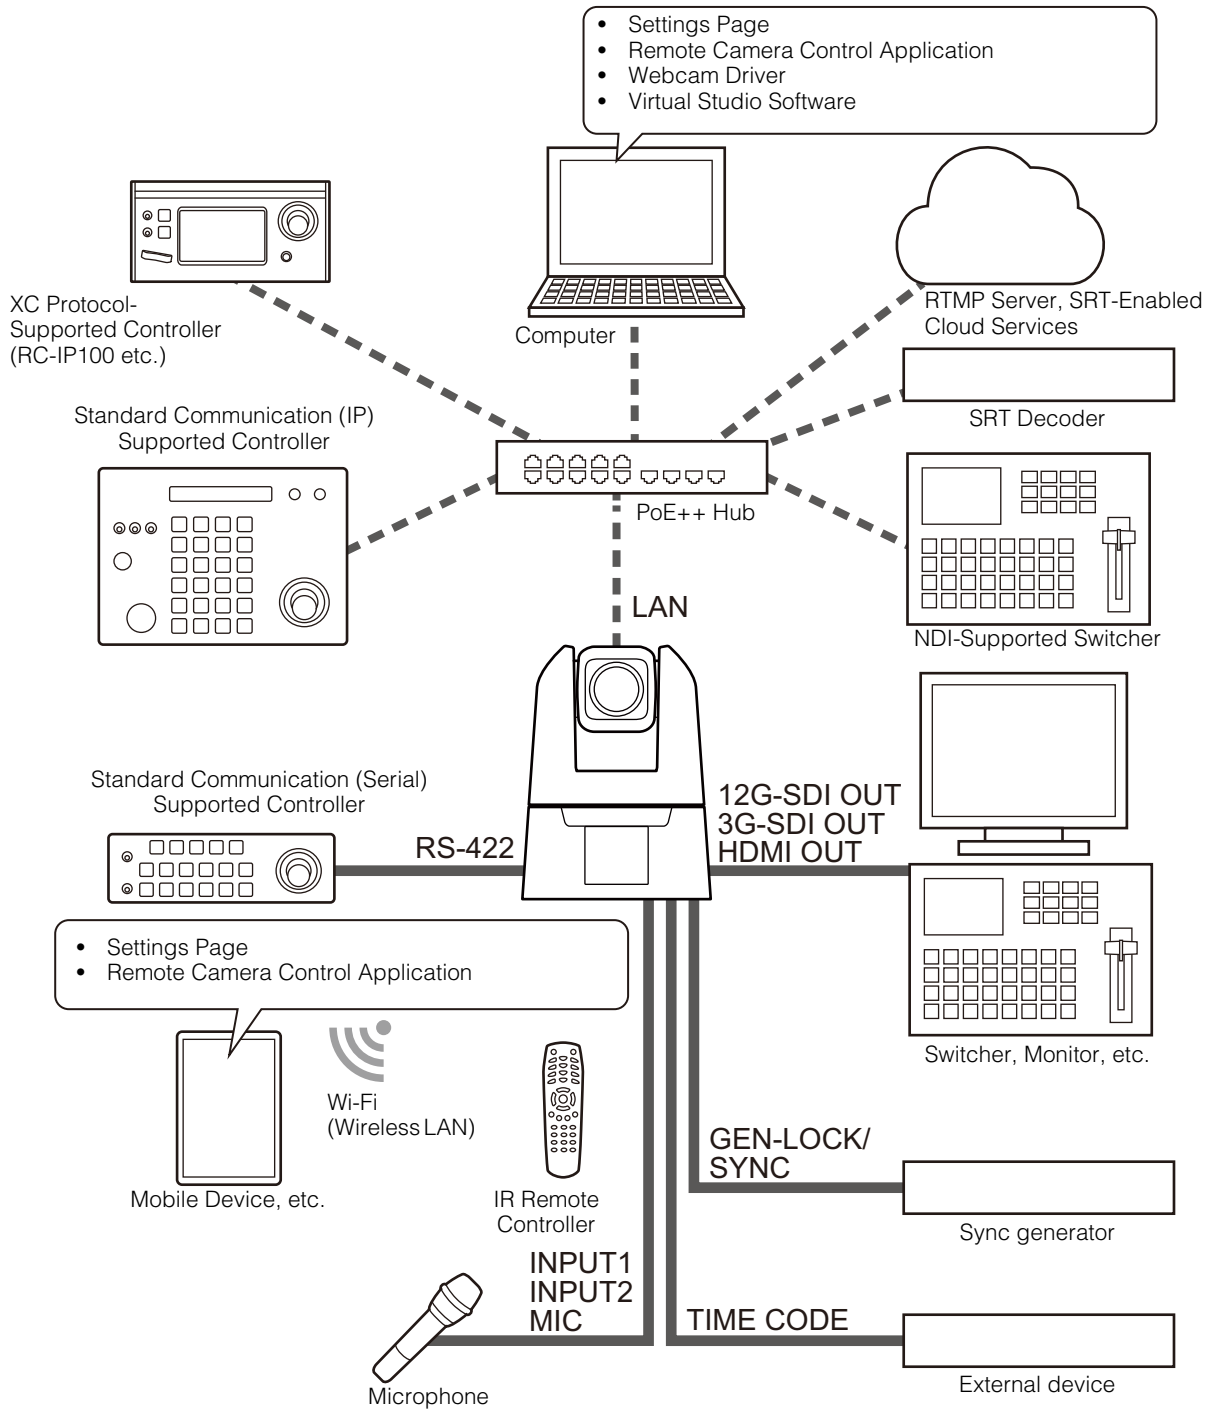 • Settings Page
• Remote Camera Control Application
• Webcam Driver
• Virtual Studio Software
XC Protocol-
Supported Controller
(RC-IP100 etc.)
Computer
RTMP Server, SRT-Enabled
Cloud Services
SRT Decoder
Standard Communication (IP)
Supported Controller
PoE++ Hub
LAN
NDI-Supported Switcher
Standard Communication (Serial)
Supported Controller
RS-422
12G-SDI OUT
3G-SDI OUT
HDMI OUT
• Settings Page
• Remote Camera Control Application
Switcher, Monitor, etc.
Wi-Fi
(Wireless LAN)
Mobile Device, etc.
IR Remote
Controller
GEN-LOCK/
SYNC
Sync generator
INPUT1
INPUT2
MIC
Microphone
TIME CODE
External device